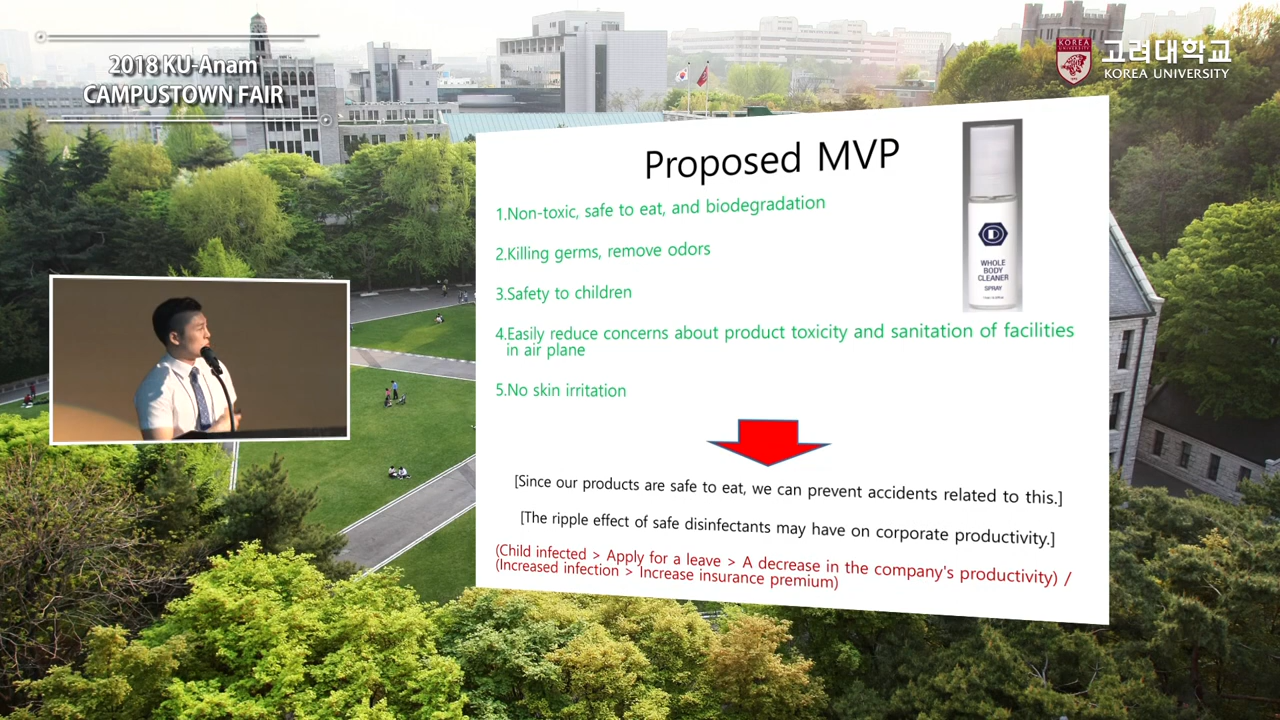 2018 KU-Anam
CAMPUSTOWN FAIR
KOREA
UNIVERSITY
고려대학교
KOREA UNIVERSITY
Proposed MVP
1.Non-toxic, safe to eat, and biodegradation
2.Killing germs, remove odors
3.Safety to children
4.Easily reduce concerns about product toxicity and sanitation of facilities
in air plane
5.No skin irritation
WHOLE
BODY
CLEANER
SPRAY
[Since our products are safe to eat, we can prevent accidents related to this.]
[The ripple effect of safe disinfectants may have on corporate productivity.]
(Child infected > Apply for a leave > A decrease in the company's productivity) /
(Increased infection > Increase insurance premium)